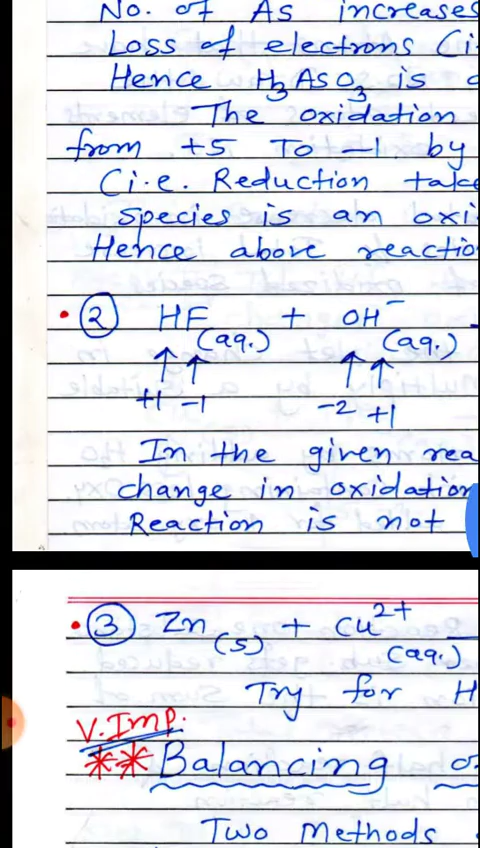 No. of As increases
Loss of electrons (i
Hence H3AsO3 is
The oxidation
from +5 To -1 by
(i.e. Reduction take
species is an oxi
Hence above reactio
② HF (aq.) + OH⁻ (aq.)
+1 -1 -2 +1
In the given rea
change in oxidation
Reaction is not
③ Zn (s) + Cu²⁺ (aq.)
Try for H
V. Imp.
** Balancing of
Two Methods